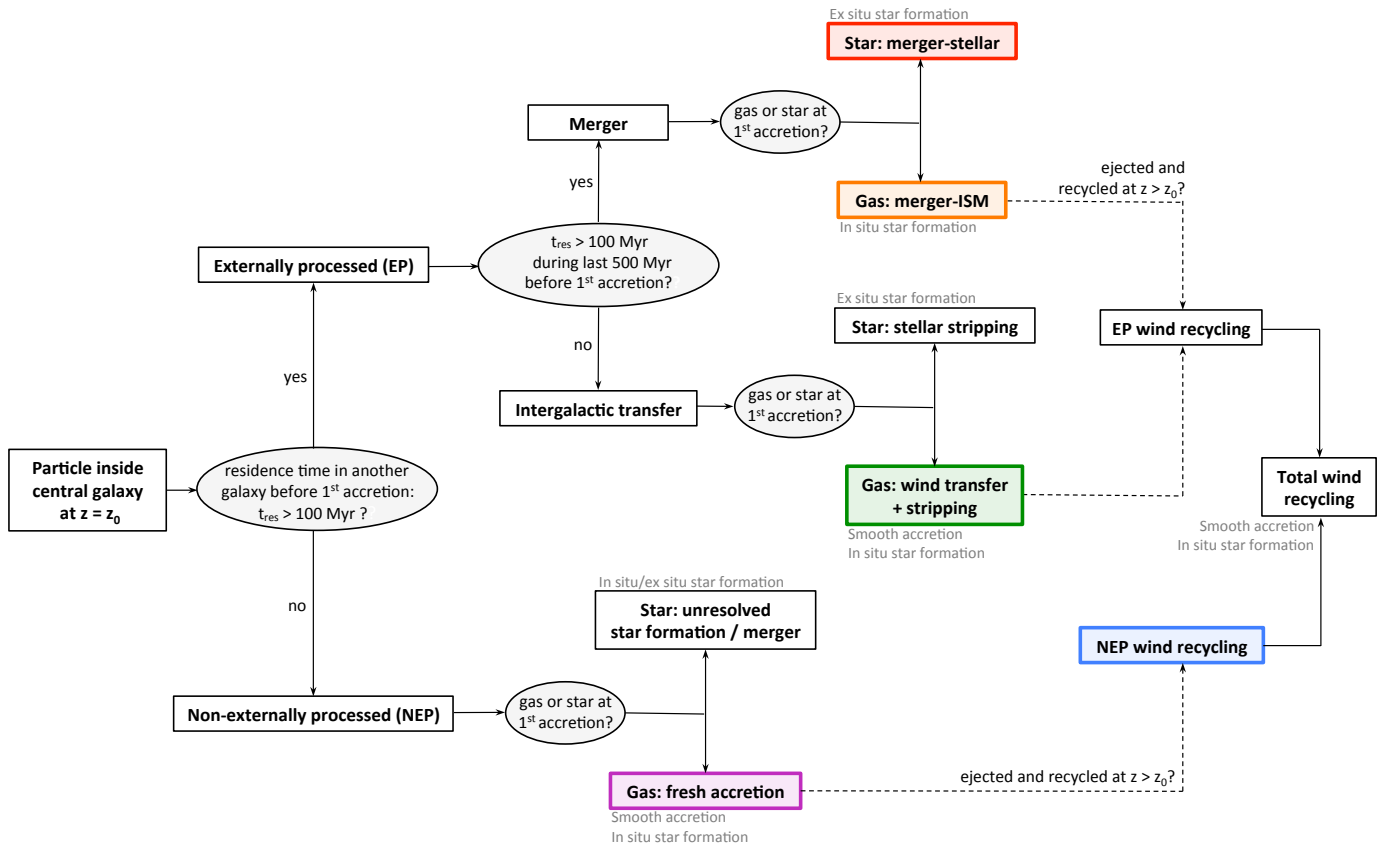 Ex situ star formation
Star: merger-stellar
gas or star at
1st accretion?
Merger
yes
ejected and
recycled at z > z0?
Gas: merger-ISM
In situ star formation
tres > 100 Myr
during last 500 Myr
before 1st accretion?
Externally processed (EP)
Ex situ star formation
Star: stellar stripping
EP wind recycling
no
yes
Intergalactic transfer
gas or star at
1st accretion?
Particle inside
central galaxy
at z = z0
residence time in another
galaxy before 1st accretion:
tres > 100 Myr ?
Gas: wind transfer
+ stripping
Smooth accretion
In situ star formation
Total wind
recycling
Smooth accretion
In situ star formation
no
In situ/ex situ star formation
Star: unresolved
star formation / merger
NEP wind recycling
Non-externally processed (NEP)
gas or star at
1st accretion?
ejected and recycled at z > z0?
Gas: fresh accretion
Smooth accretion
In situ star formation